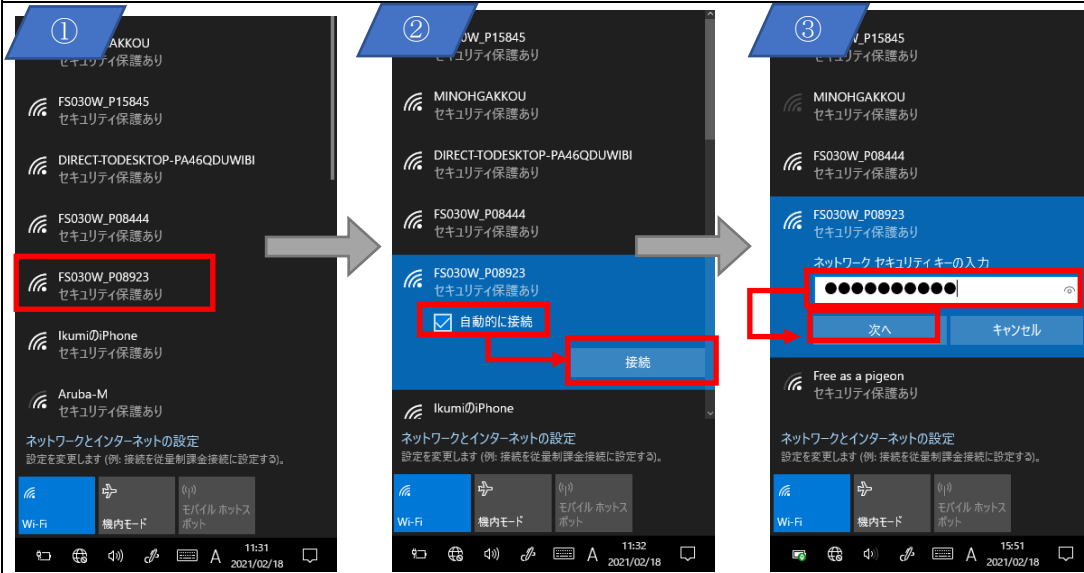 ①
AKKOU
セキュリティ保護あり
FS030W_P15845
セキュリティ保護あり
DIRECT-TODESKTOP-PA46QDUWIBI
セキュリティ保護あり
FS030W_P08444
セキュリティ保護あり
FS030W_P08923
セキュリティ保護あり
IkumiのiPhone
セキュリティ保護あり
Aruba-M
セキュリティ保護あり
ネットワークとインターネットの設定
設定を変更します (例: 接続を従量制課金接続に設定する)。
Wi-Fi
機内モード
モバイル ホットス
ポット
A
11:31
2021/02/18
②
0W_P15845
セキュリティ保護あり
MINOHGAKKOU
セキュリティ保護あり
DIRECT-TODESKTOP-PA46QDUWIBI
セキュリティ保護あり
FS030W_P08444
セキュリティ保護あり
FS030W_P08923
セキュリティ保護あり
自動的に接続
接続
IkumiのiPhone
ネットワークとインターネットの設定
設定を変更します (例: 接続を従量制課金接続に設定する)。
Wi-Fi
機内モード
モバイル ホットス
ポット
A
11:32
2021/02/18
③
_P15845
セキュリティ保護あり
MINOHGAKKOU
セキュリティ保護あり
FS030W_P08444
セキュリティ保護あり
FS030W_P08923
セキュリティ保護あり
ネットワーク セキュリティ キーの入力
●●●●●●●●●●
次へ
キャンセル
Free as a pigeon
セキュリティ保護あり
ネットワークとインターネットの設定
設定を変更します (例: 接続を従量制課金接続に設定する)。
Wi-Fi
機内モード
モバイル ホットス
ポット
A
15:51
2021/02/18